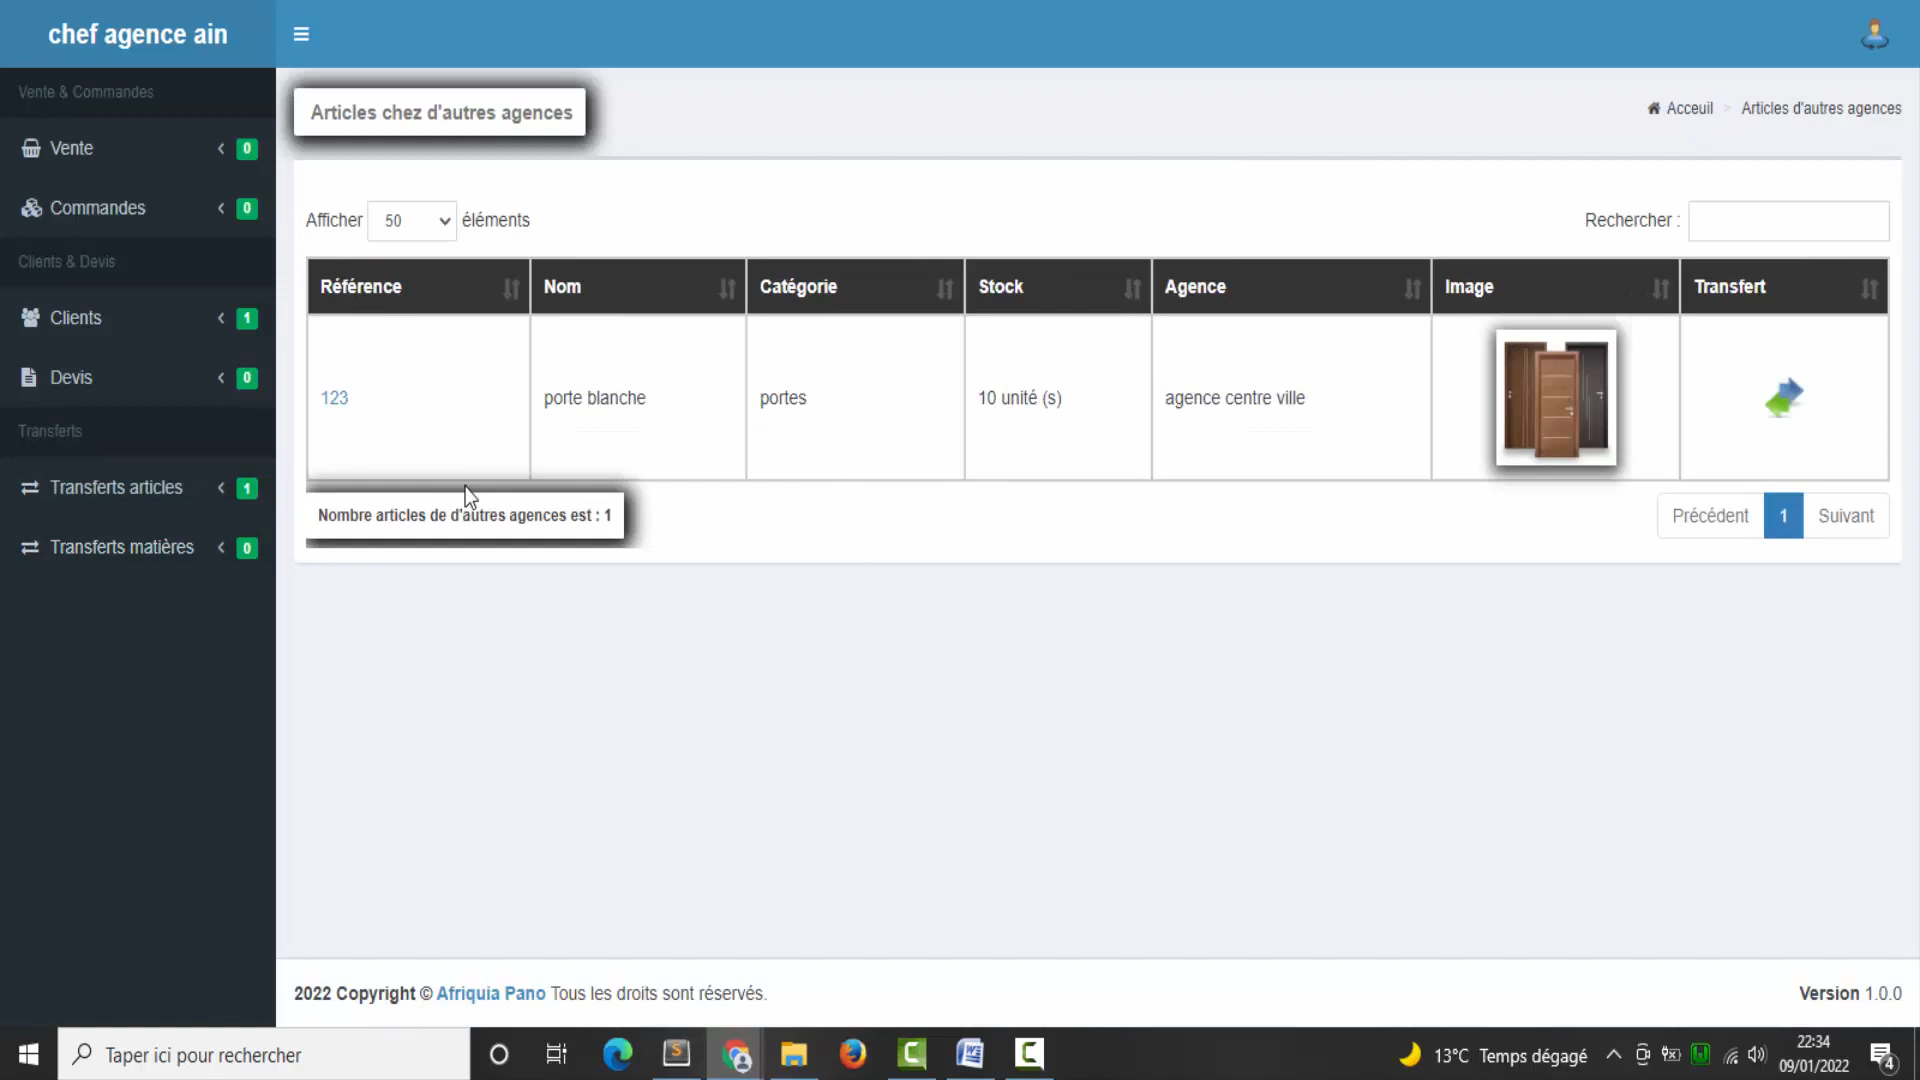 chef agence ain
Vente & Commandes
Vente 0
Commandes 0
Clients & Devis
Clients 1
Devis 0
Transferts
Transferts articles 1
Transferts matières 0
Articles chez d'autres agences
Acceuil > Articles d'autres agences
Afficher 50 éléments
Rechercher :
Référence Nom Catégorie Stock Agence Image Transfert
123 porte blanche portes 10 unité (s) agence centre ville
Nombre articles de d'autres agences est : 1
Précédent 1 Suivant
2022 Copyright © Afriquia Pano Tous les droits sont réservés.
Version 1.0.0
Taper ici pour rechercher
13°C Temps dégagé
22:34
09/01/2022
4